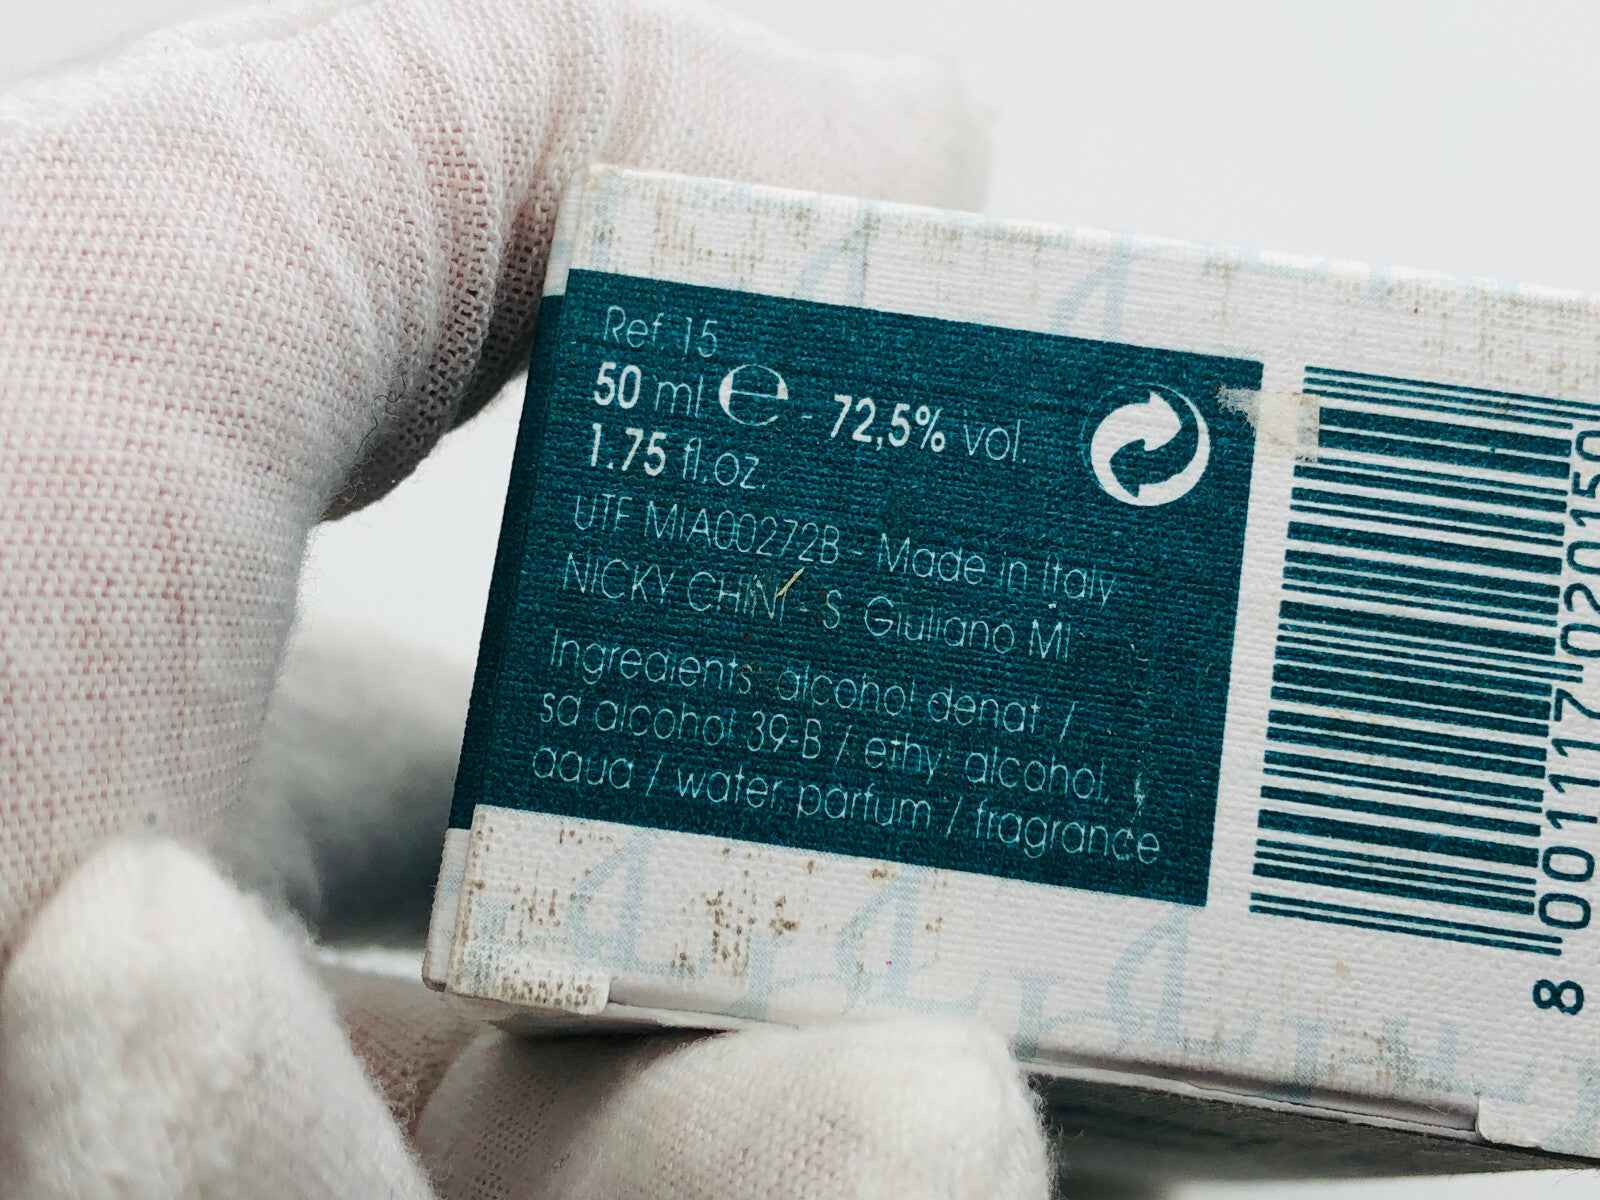 Ref.15
50 ml ℮ - 72,5% vol.
1.75 fl.oz.
UTF MIA00272B - Made in Italy
NICKY CHINI - S. Giuliano MI
Ingredients: alcohol denat. /
sd alcohol 39-B / ethyl alcohol,
aqua / water, parfum / fragrance
8 001117 020150